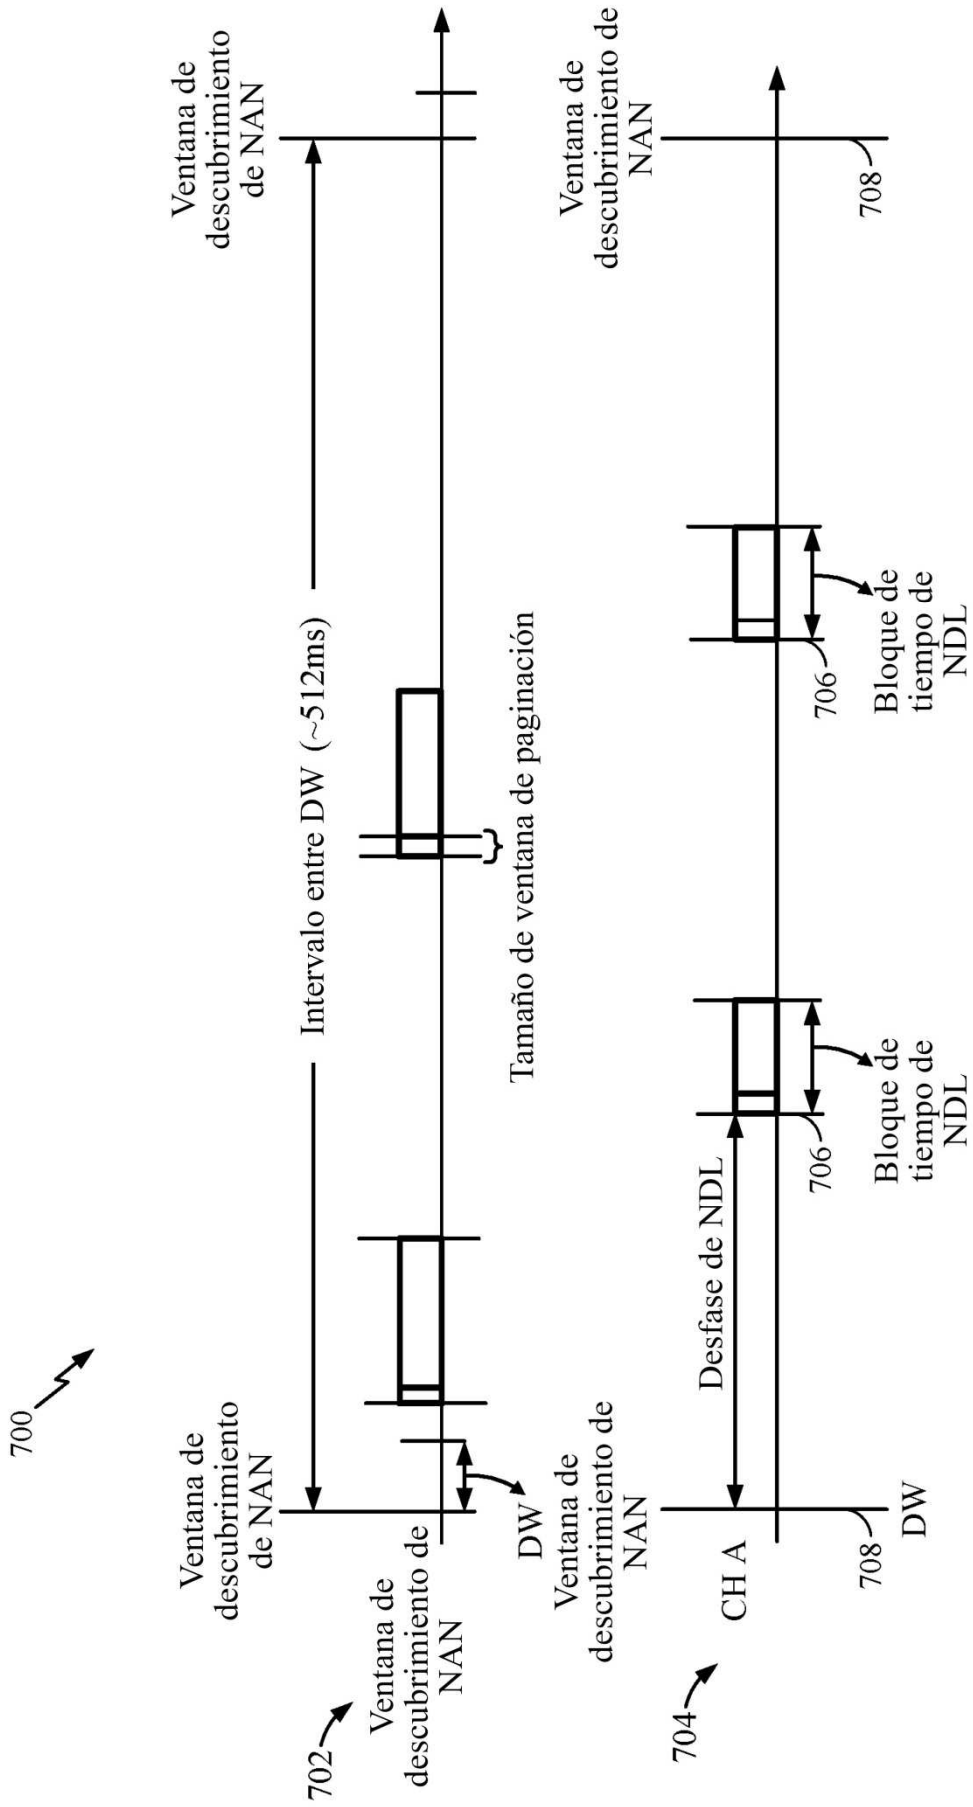 700
702
Ventana de
descubrimiento
de NAN
Ventana de
descubrimiento
de NAN
Intervalo entre DW (~512ms)
Ventana de
descubrimiento de
NAN
DW
Tamaño de ventana de paginación
704
Ventana de
descubrimiento de
NAN
Ventana de
descubrimiento de
NAN
CH A
Desfase de NDL
708
DW
706
Bloque de
tiempo de
NDL
706
Bloque de
tiempo de
NDL
708